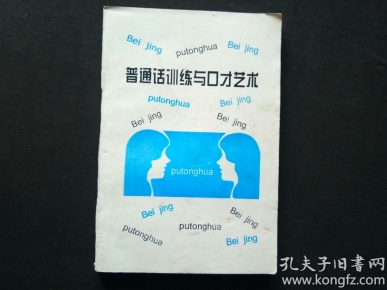 Bei jing putonghua Bei jing
普通话训练与口才艺术
putonghua Bei jing
Bei jing Bei jing
putonghua
Bei jing Bei jing
putonghua putonghua Bei jing
孔夫子旧书网
www.kongfz.com